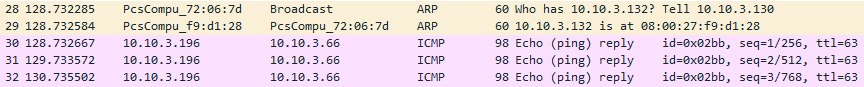 28 128.732285 PcsCompu_72:06:7d Broadcast ARP 60 Who has 10.10.3.132? Tell 10.10.3.130
29 128.732584 PcsCompu_f9:d1:28 PcsCompu_72:06:7d ARP 60 10.10.3.132 is at 08:00:27:f9:d1:28
30 128.732667 10.10.3.196 10.10.3.66 ICMP 98 Echo (ping) reply id=0x02bb, seq=1/256, ttl=63
31 129.733572 10.10.3.196 10.10.3.66 ICMP 98 Echo (ping) reply id=0x02bb, seq=2/512, ttl=63
32 130.735502 10.10.3.196 10.10.3.66 ICMP 98 Echo (ping) reply id=0x02bb, seq=3/768, ttl=63